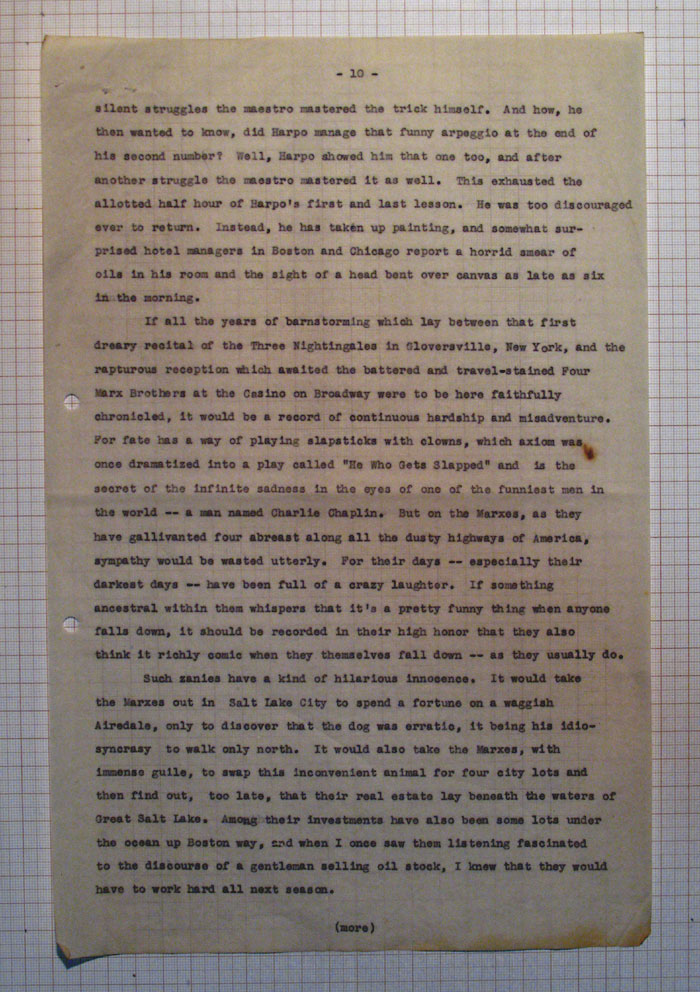 - 10 -
silent struggles the maestro mastered the trick himself. And how, he
then wanted to know, did Harpo manage that funny arpeggio at the end of
his second number? Well, Harpo showed him that one too, and after
another struggle the maestro mastered it as well. This exhausted the
allotted half hour of Harpo's first and last lesson. He was too discouraged
ever to return. Instead, he has taken up painting, and somewhat sur-
prised hotel managers in Boston and Chicago report a horrid smear of
oils in his room and the sight of a head bent over canvas as late as six
in the morning.
If all the years of barnstorming which lay between that first
dreary recital of the Three Nightingales in Gloversville, New York, and the
rapturous reception which awaited the battered and travel-stained Four
Marx Brothers at the Casino on Broadway were to be here faithfully
chronicled, it would be a record of continuous hardship and misadventure.
For fate has a way of playing slapsticks with clowns, which axiom was
once dramatized into a play called "He Who Gets Slapped" and is the
secret of the infinite sadness in the eyes of one of the funniest men in
the world -- a man named Charlie Chaplin. But on the Marxes, as they
have gallivanted four abreast along all the dusty highways of America,
sympathy would be wasted utterly. For their days -- especially their
darkest days -- have been full of a crazy laughter. If something
ancestral within them whispers that it's a pretty funny thing when anyone
falls down, it should be recorded in their high honor that they also
think it richly comic when they themselves fall down -- as they usually do.
Such zanies have a kind of hilarious innocence. It would take
the Marxes out in Salt Lake City to spend a fortune on a waggish
Airedale, only to discover that the dog was erratic, it being his idio-
syncrasy to walk only north. It would also take the Marxes, with
immense guile, to swap this inconvenient animal for four city lots and
then find out, too late, that their real estate lay beneath the waters of
Great Salt Lake. Among their investments have also been some lots under
the ocean up Boston way, and when I once saw them listening fascinated
to the discourse of a gentleman selling oil stock, I knew that they would
have to work hard all next season.
(more)